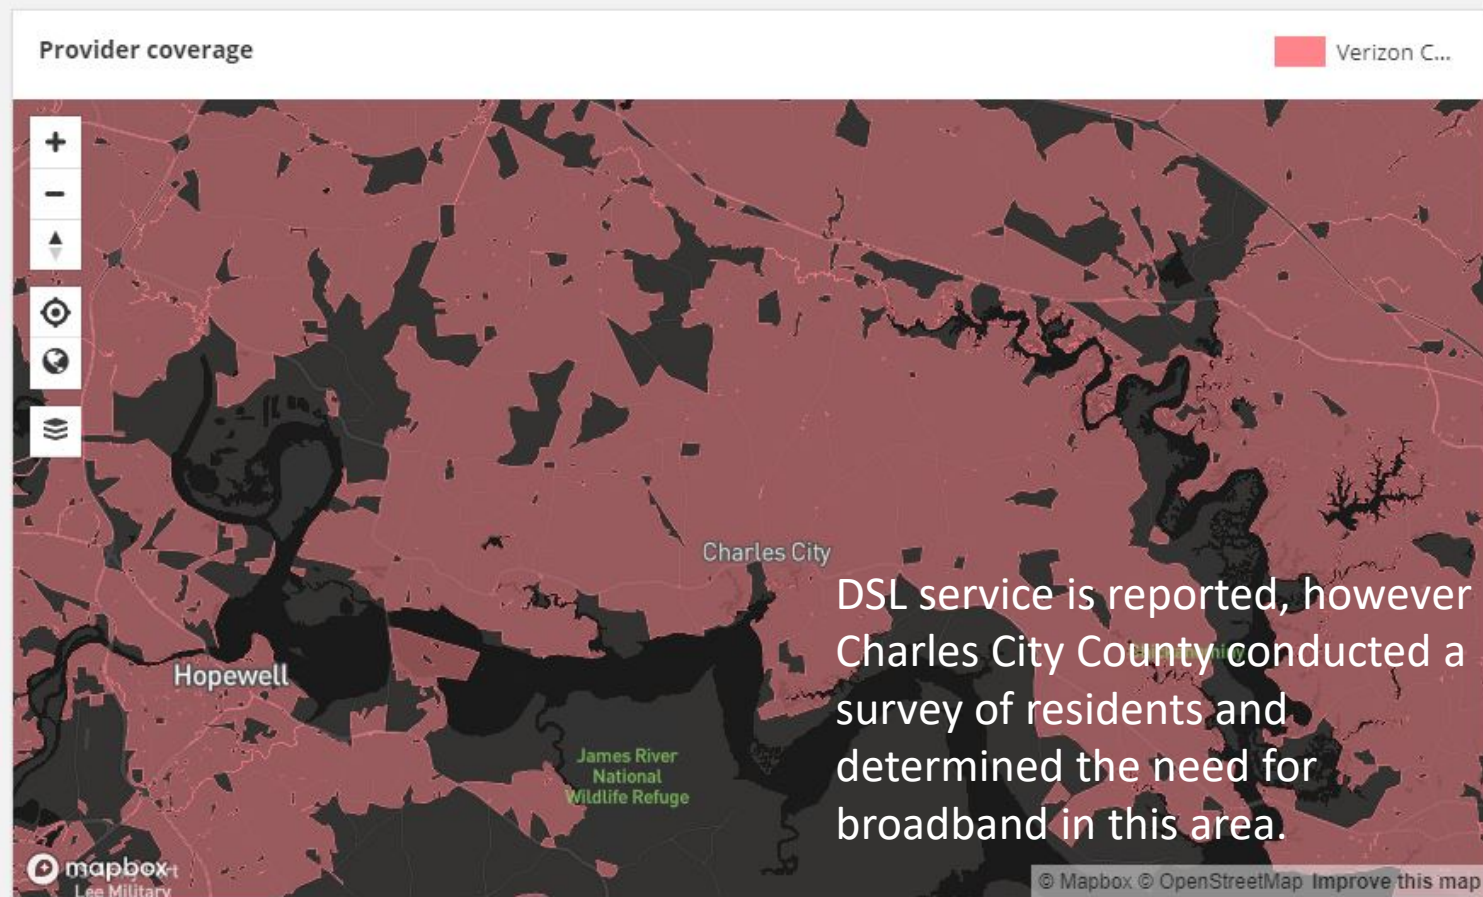 Provider coverage
Verizon C...
Charles City
DSL service is reported, however
Charles City County conducted a
survey of residents and
determined the need for
broadband in this area.
Hopewell
James River
National
Wildlife Refuge
mapbox
Lee Military
© Mapbox © OpenStreetMap Improve this map